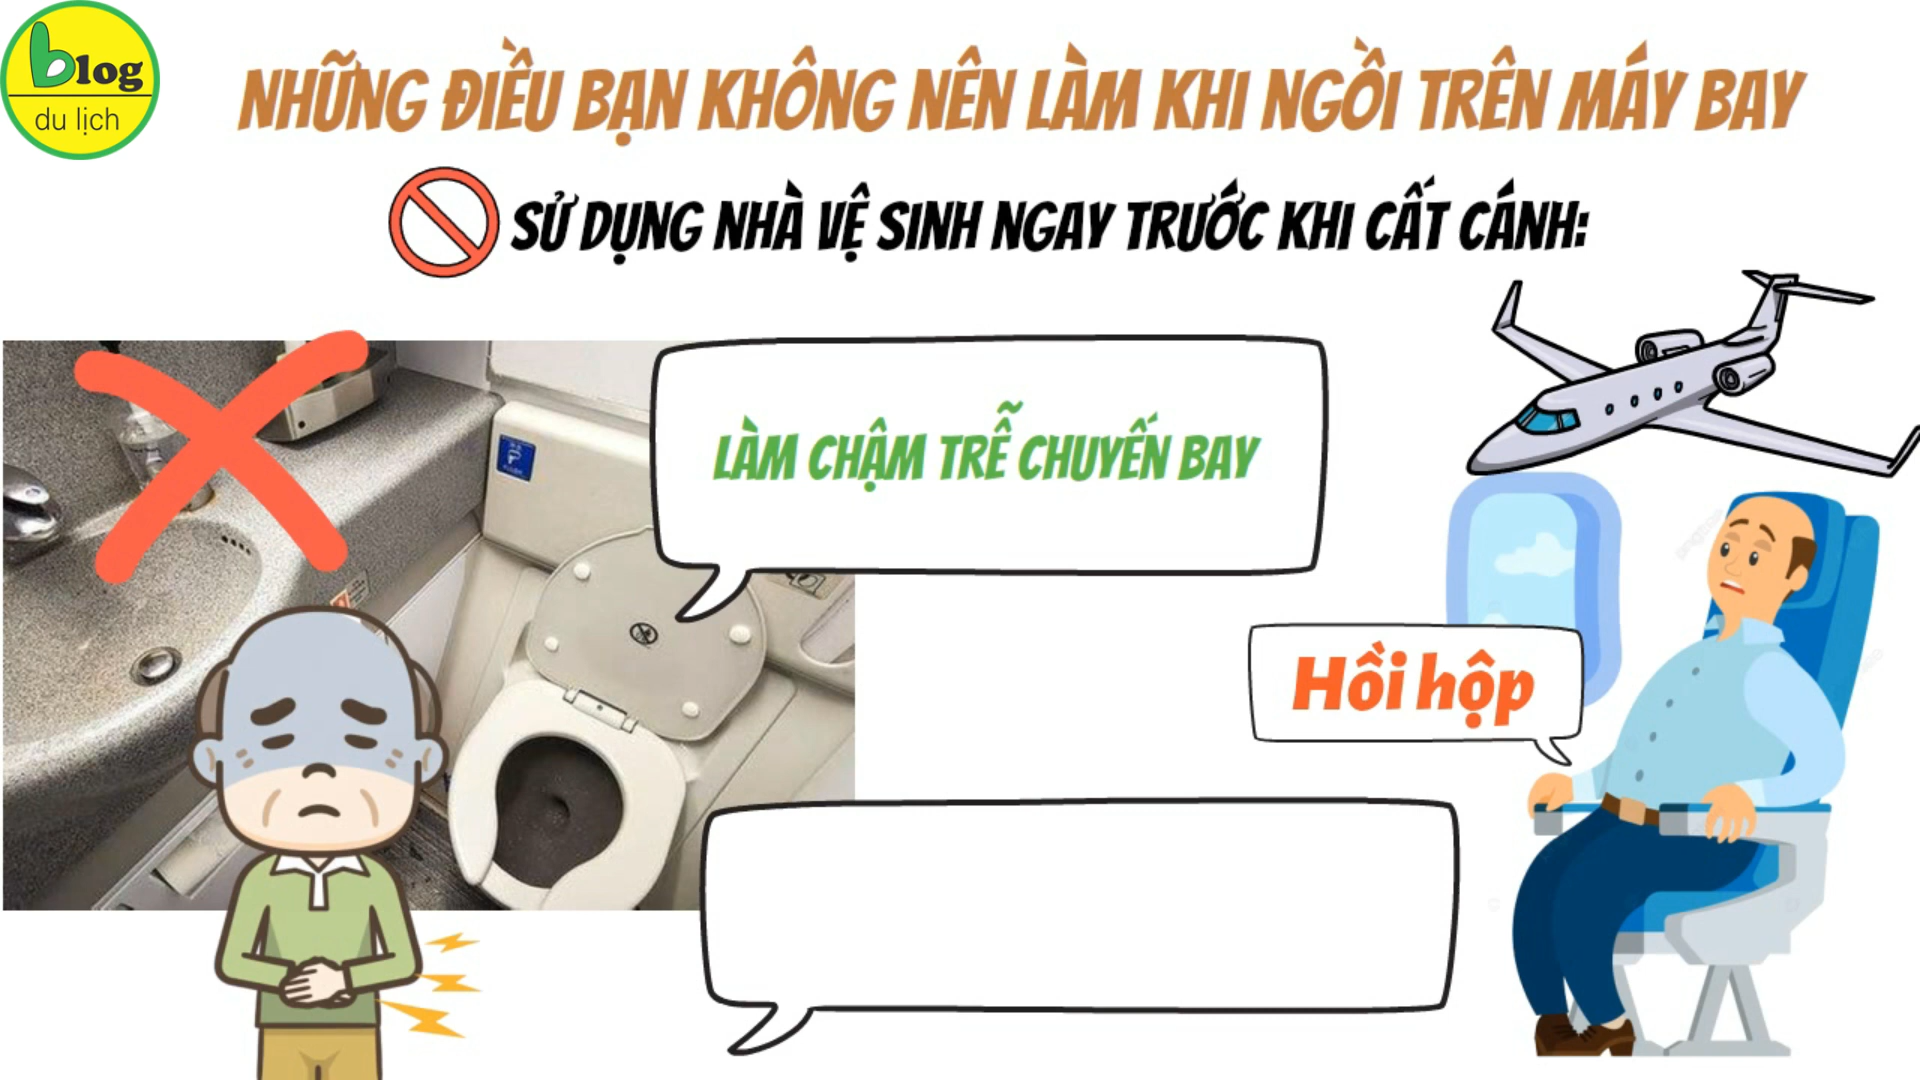 blog
du lịch
NHỮNG ĐIỀU BẠN KHÔNG NÊN LÀM KHI NGỒI TRÊN MÁY BAY
SỬ DỤNG NHÀ VỆ SINH NGAY TRƯỚC KHI CẤT CÁNH:
LÀM CHẬM TRỄ CHUYẾN BAY
Hồi hộp